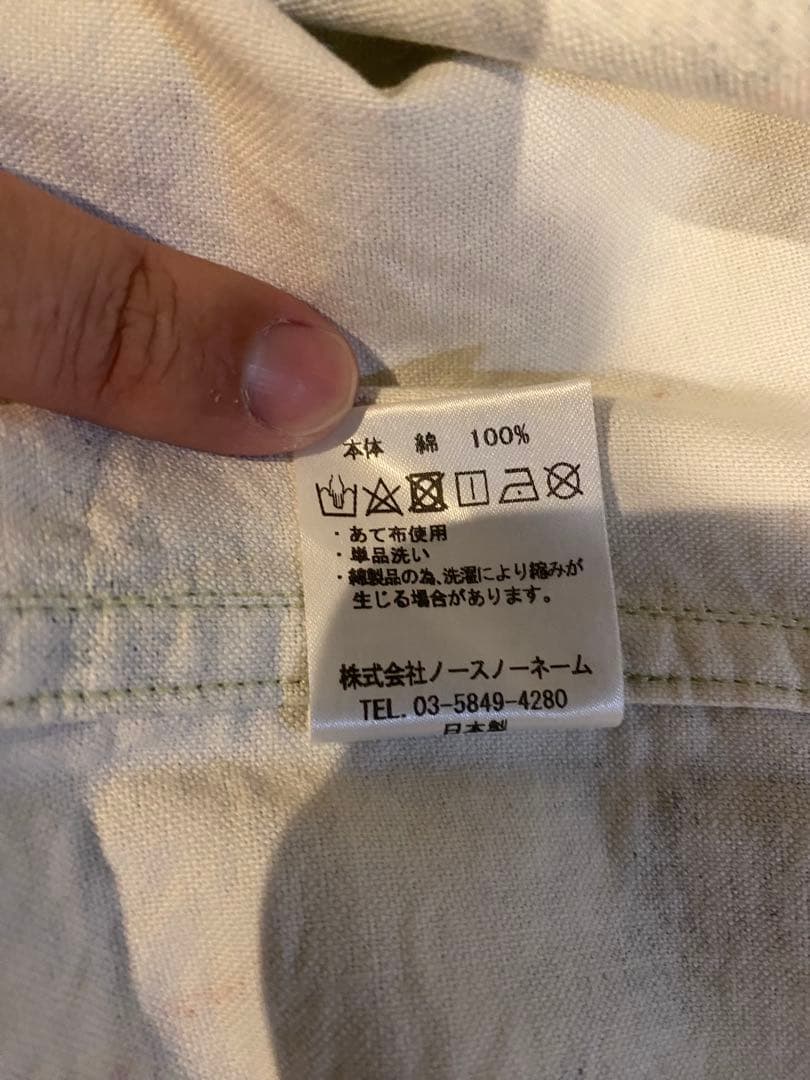 本体 綿 100%
・あて布使用
・単品洗い
・綿製品の為、洗濯により縮みが
生じる場合があります。
株式会社ノースノーネーム
TEL. 03-5849-4280
日本製